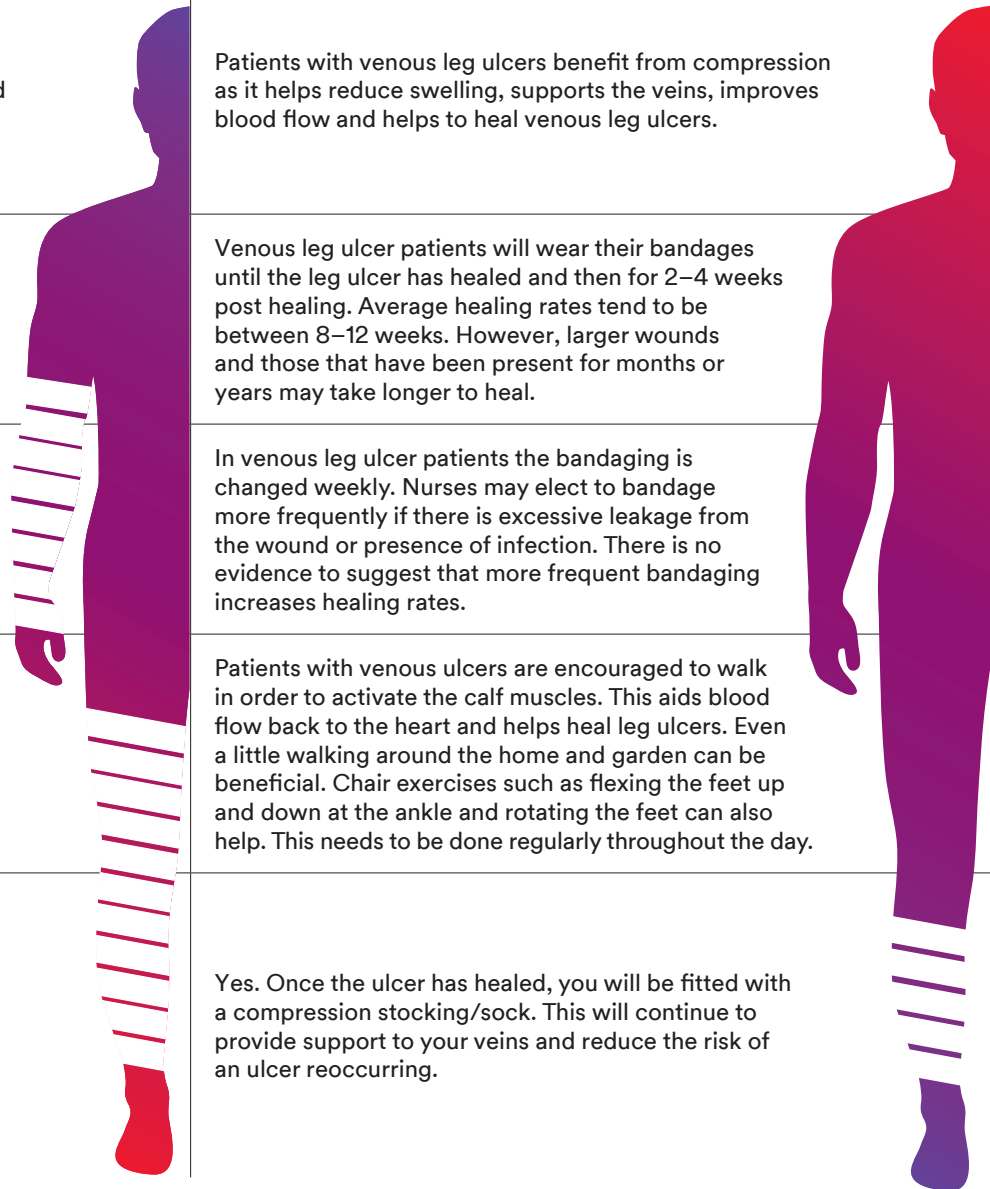 Patients with venous leg ulcers benefit from compression
as it helps reduce swelling, supports the veins, improves
blood flow and helps to heal venous leg ulcers.
Venous leg ulcer patients will wear their bandages
until the leg ulcer has healed and then for 2–4 weeks
post healing. Average healing rates tend to be
between 8–12 weeks. However, larger wounds
and those that have been present for months or
years may take longer to heal.
In venous leg ulcer patients the bandaging is
changed weekly. Nurses may elect to bandage
more frequently if there is excessive leakage from
the wound or presence of infection. There is no
evidence to suggest that more frequent bandaging
increases healing rates.
Patients with venous ulcers are encouraged to walk
in order to activate the calf muscles. This aids blood
flow back to the heart and helps heal leg ulcers. Even
a little walking around the home and garden can be
beneficial. Chair exercises such as flexing the feet up
and down at the ankle and rotating the feet can also
help. This needs to be done regularly throughout the day.
Yes. Once the ulcer has healed, you will be fitted with
a compression stocking/sock. This will continue to
provide support to your veins and reduce the risk of
an ulcer reoccurring.